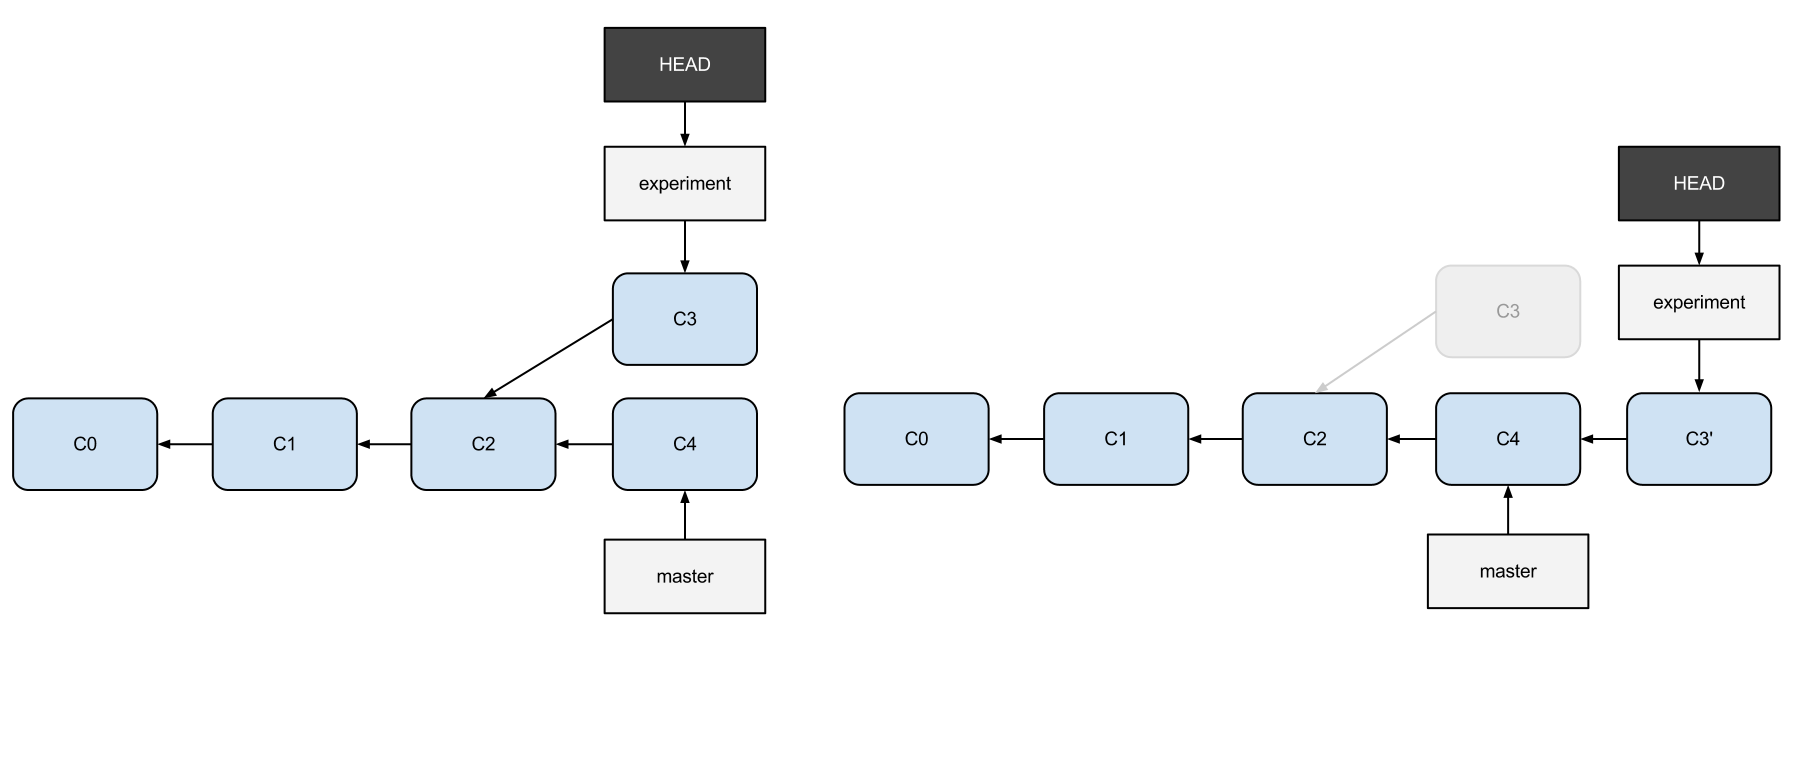 HEAD
experiment
C3
C0
C1
C2
C4
master
HEAD
C3
experiment
C0
C1
C2
C4
C3'
master